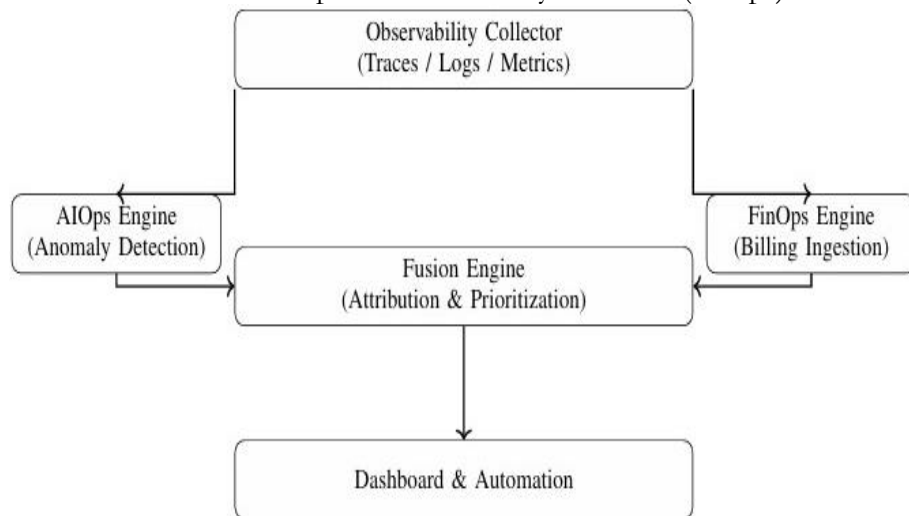 Observability Collector
(Traces / Logs / Metrics)
AIOps Engine
(Anomaly Detection)
FinOps Engine
(Billing Ingestion)
Fusion Engine
(Attribution & Prioritization)
Dashboard & Automation